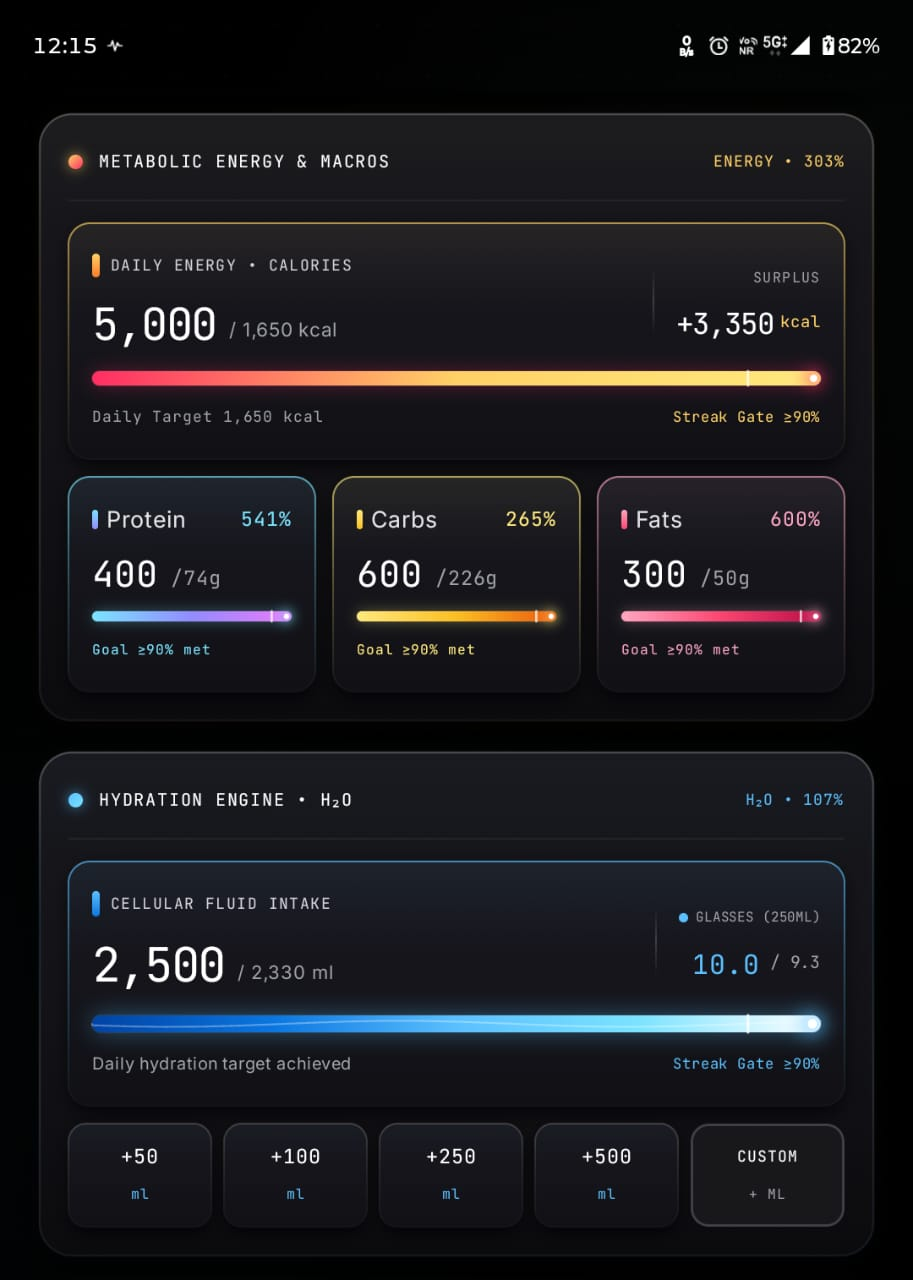 12:15 0 B/s Vo NR 5G 82%
METABOLIC ENERGY & MACROS ENERGY • 303%
DAILY ENERGY • CALORIES
SURPLUS
5,000 / 1,650 kcal +3,350 kcal
Daily Target 1,650 kcal Streak Gate ≥90%
Protein 541% Carbs 265% Fats 600%
400 /74g 600 /226g 300 /50g
Goal ≥90% met Goal ≥90% met Goal ≥90% met
HYDRATION ENGINE • H₂O H₂O • 107%
CELLULAR FLUID INTAKE
GLASSES (250ML)
2,500 / 2,330 ml 10.0 / 9.3
Daily hydration target achieved Streak Gate ≥90%
+50 +100 +250 +500 CUSTOM
ml ml ml ml + ML